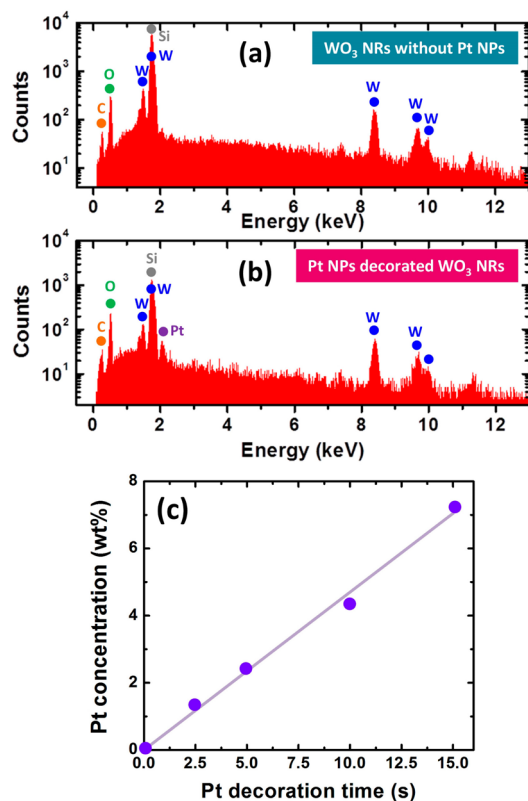 (a)
WO₃ NRs without Pt NPs
Counts
10⁴
10³
10²
10¹
C
O
W
Si
W
W
W
W
0 2 4 6 8 10 12
Energy (keV)
(b)
Pt NPs decorated WO₃ NRs
Counts
10⁴
10³
10²
10¹
C
O
W
Si
W
Pt
W
W
0 2 4 6 8 10 12
Energy (keV)
(c)
Pt concentration (wt%)
8
6
4
2
0
0.0 2.5 5.0 7.5 10.0 12.5 15.0
Pt decoration time (s)